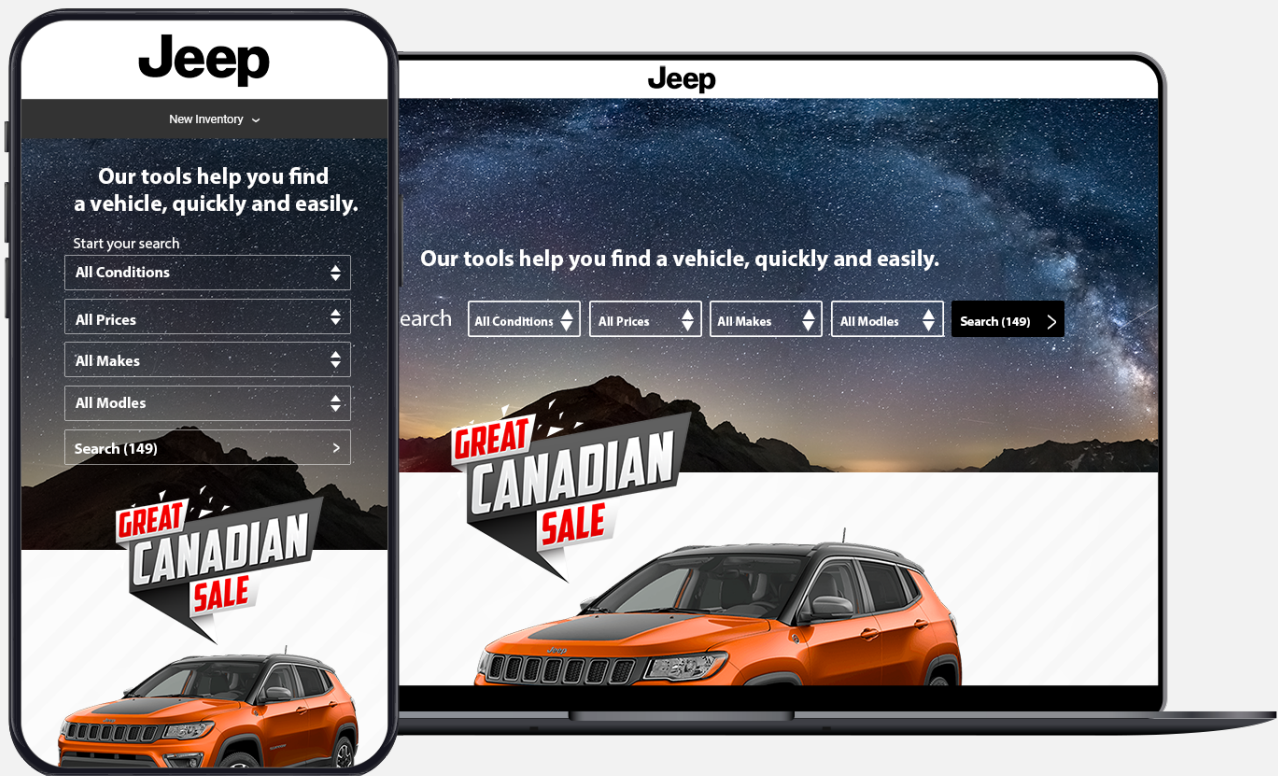 Jeep
New Inventory
Our tools help you find
a vehicle, quickly and easily.
Start your search
All Conditions
All Prices
All Makes
All Modles
Search (149)
GREAT
CANADIAN
SALE
Jeep
Our tools help you find a vehicle, quickly and easily.
earch All Conditions All Prices All Makes All Modles Search (149)
GREAT
CANADIAN
SALE
Jeep